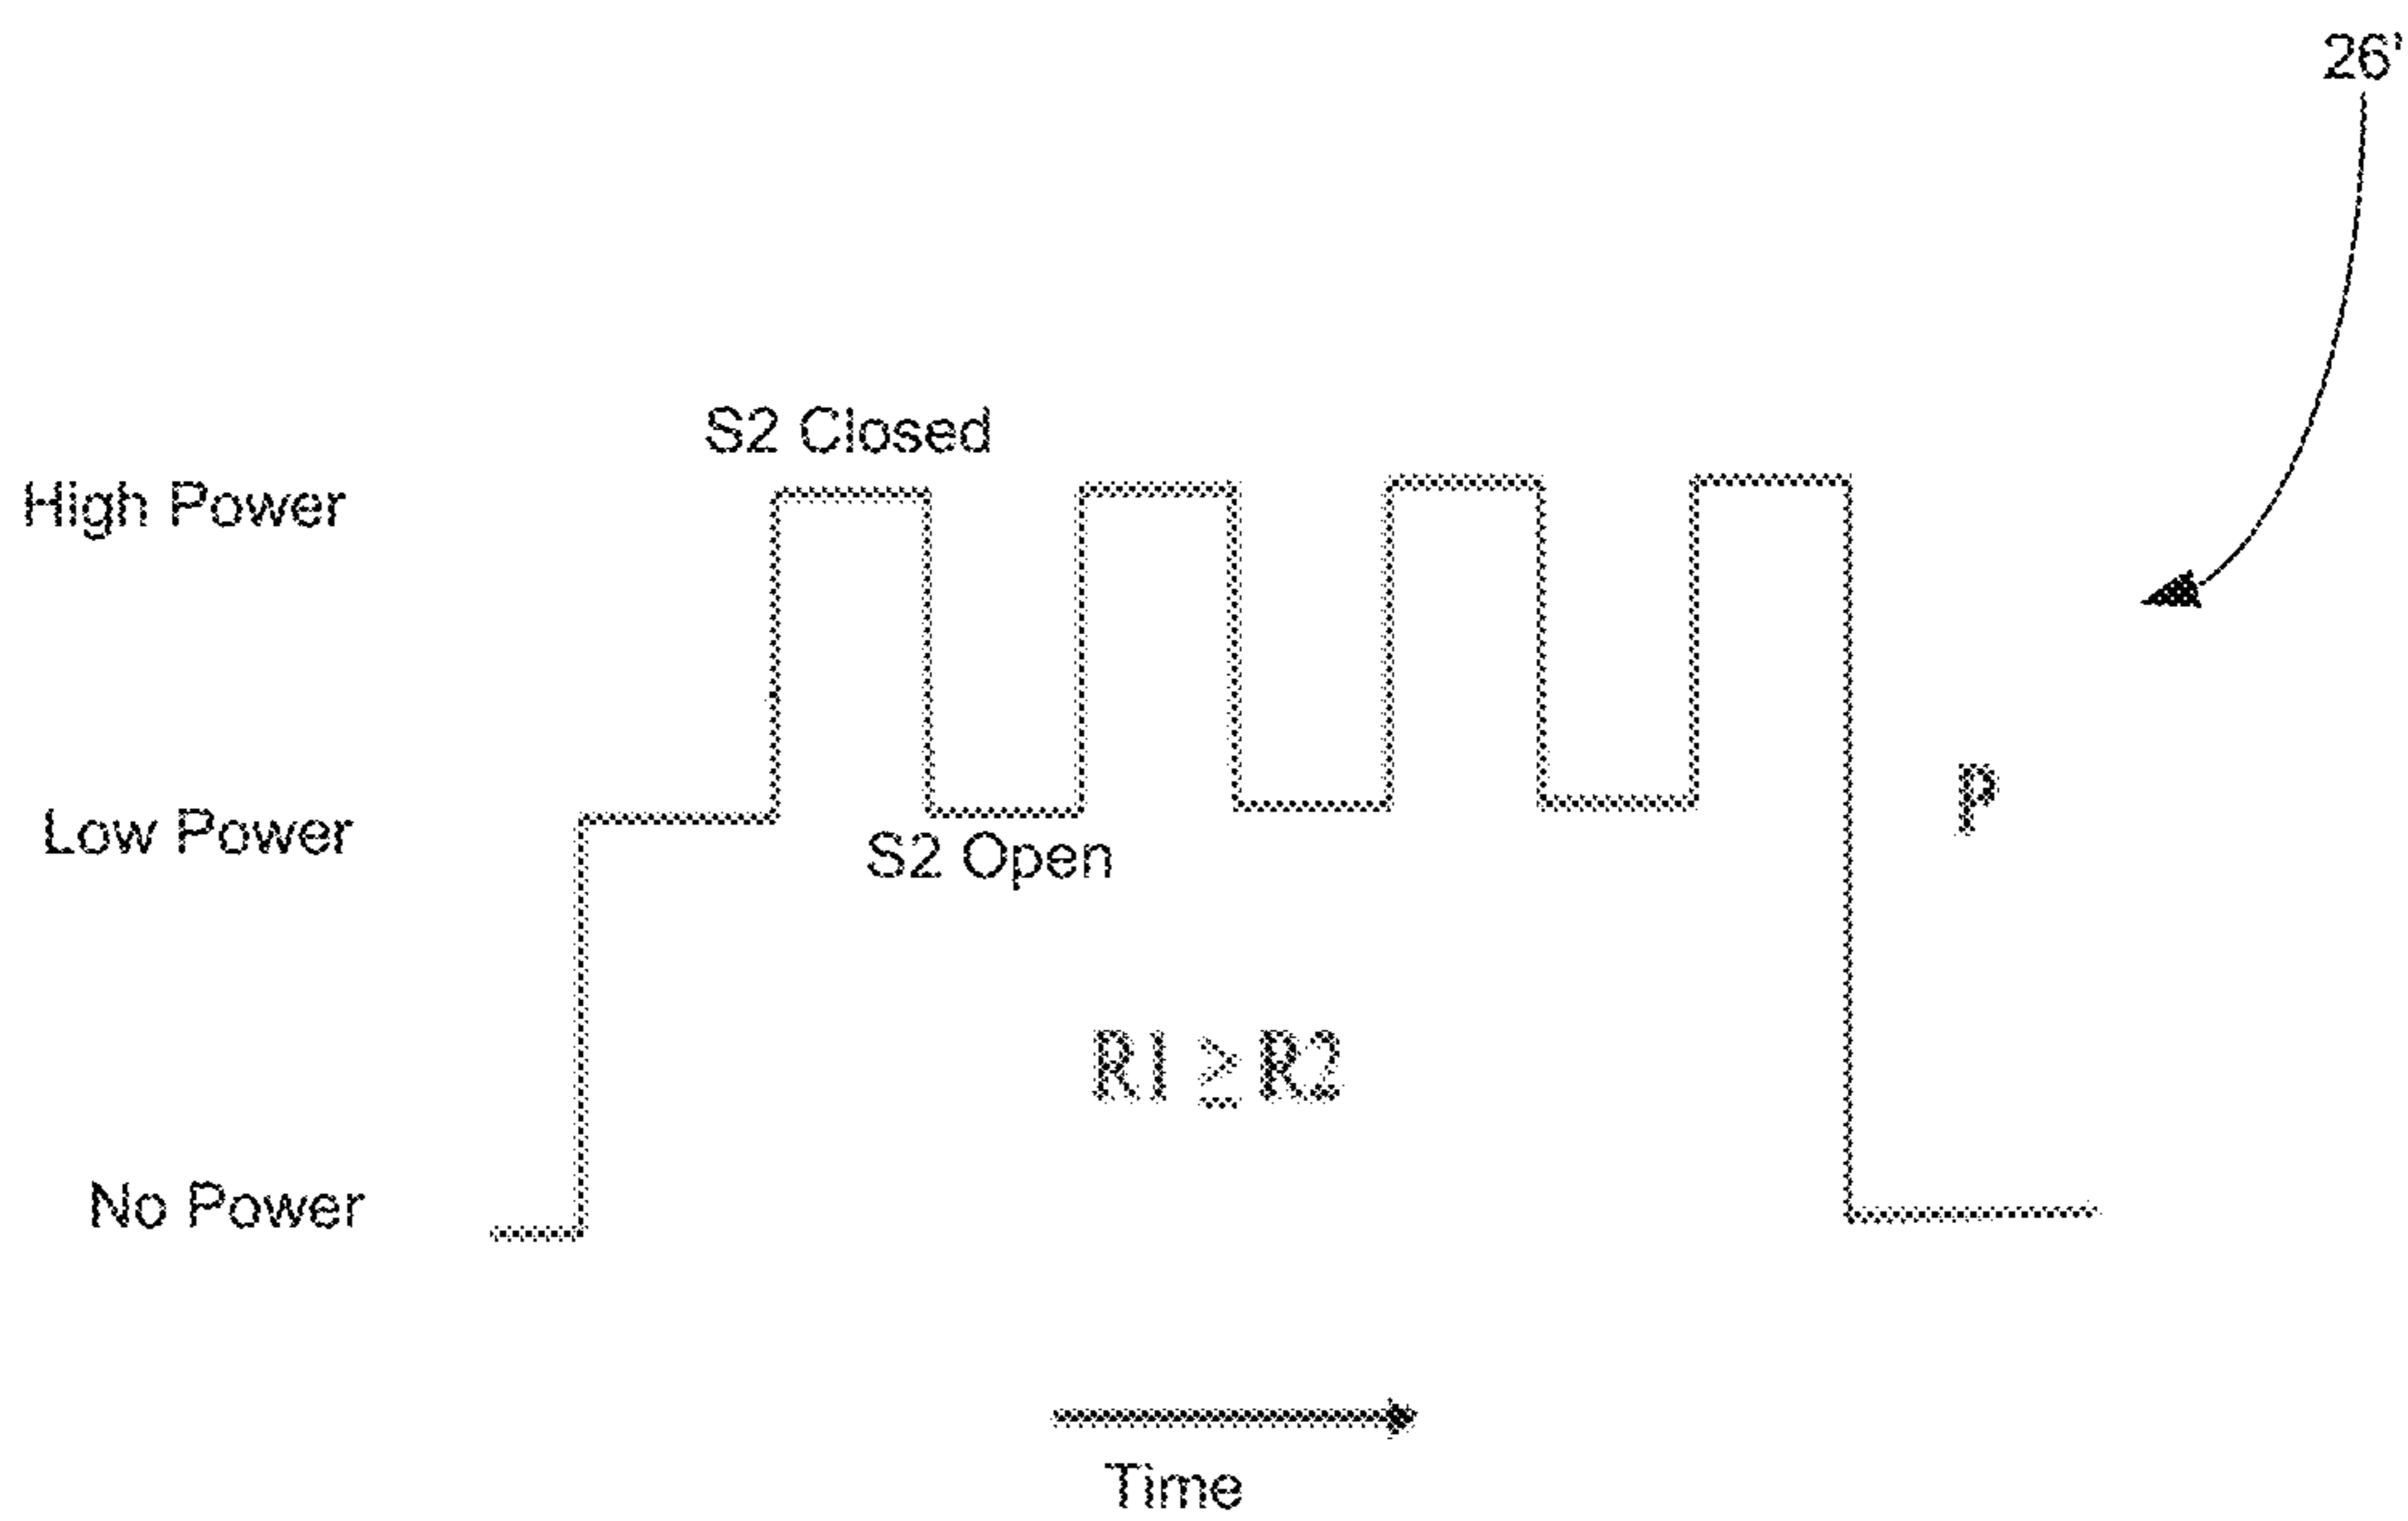 26'
S2 Closed
High Power
P
Low Power
S2 Open
R1 ≥ R2
No Power
Time